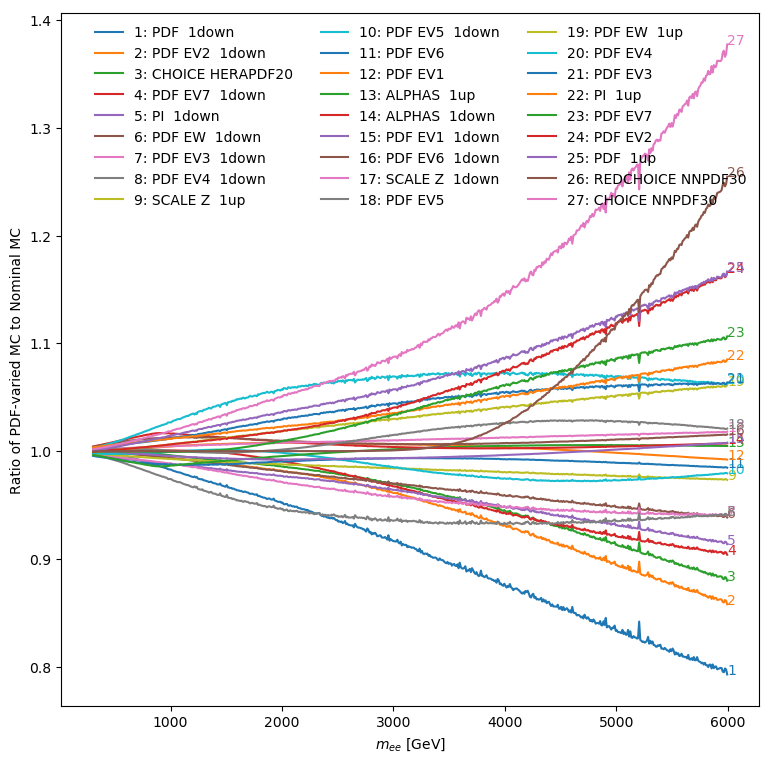 1: PDF  1down
2: PDF EV2  1down
3: CHOICE HERAPDF20
4: PDF EV7  1down
5: PI  1down
6: PDF EW  1down
7: PDF EV3  1down
8: PDF EV4  1down
9: SCALE Z  1up
10: PDF EV5  1down
11: PDF EV6
12: PDF EV1
13: ALPHAS  1up
14: ALPHAS  1down
15: PDF EV1  1down
16: PDF EV6  1down
17: SCALE Z  1down
18: PDF EV5
19: PDF EW  1up
20: PDF EV4
21: PDF EV3
22: PI  1up
23: PDF EV7
24: PDF EV2
25: PDF  1up
26: REDCHOICE NNPDF30
27: CHOICE NNPDF30
Ratio of PDF-varied MC to Nominal MC
1.4
1.3
1.2
1.1
1.0
0.9
0.8
27
26
24
23
22
18
12
11
10
9
6
5
4
3
2
1
1000
2000
3000
4000
5000
6000
m_ee [GeV]